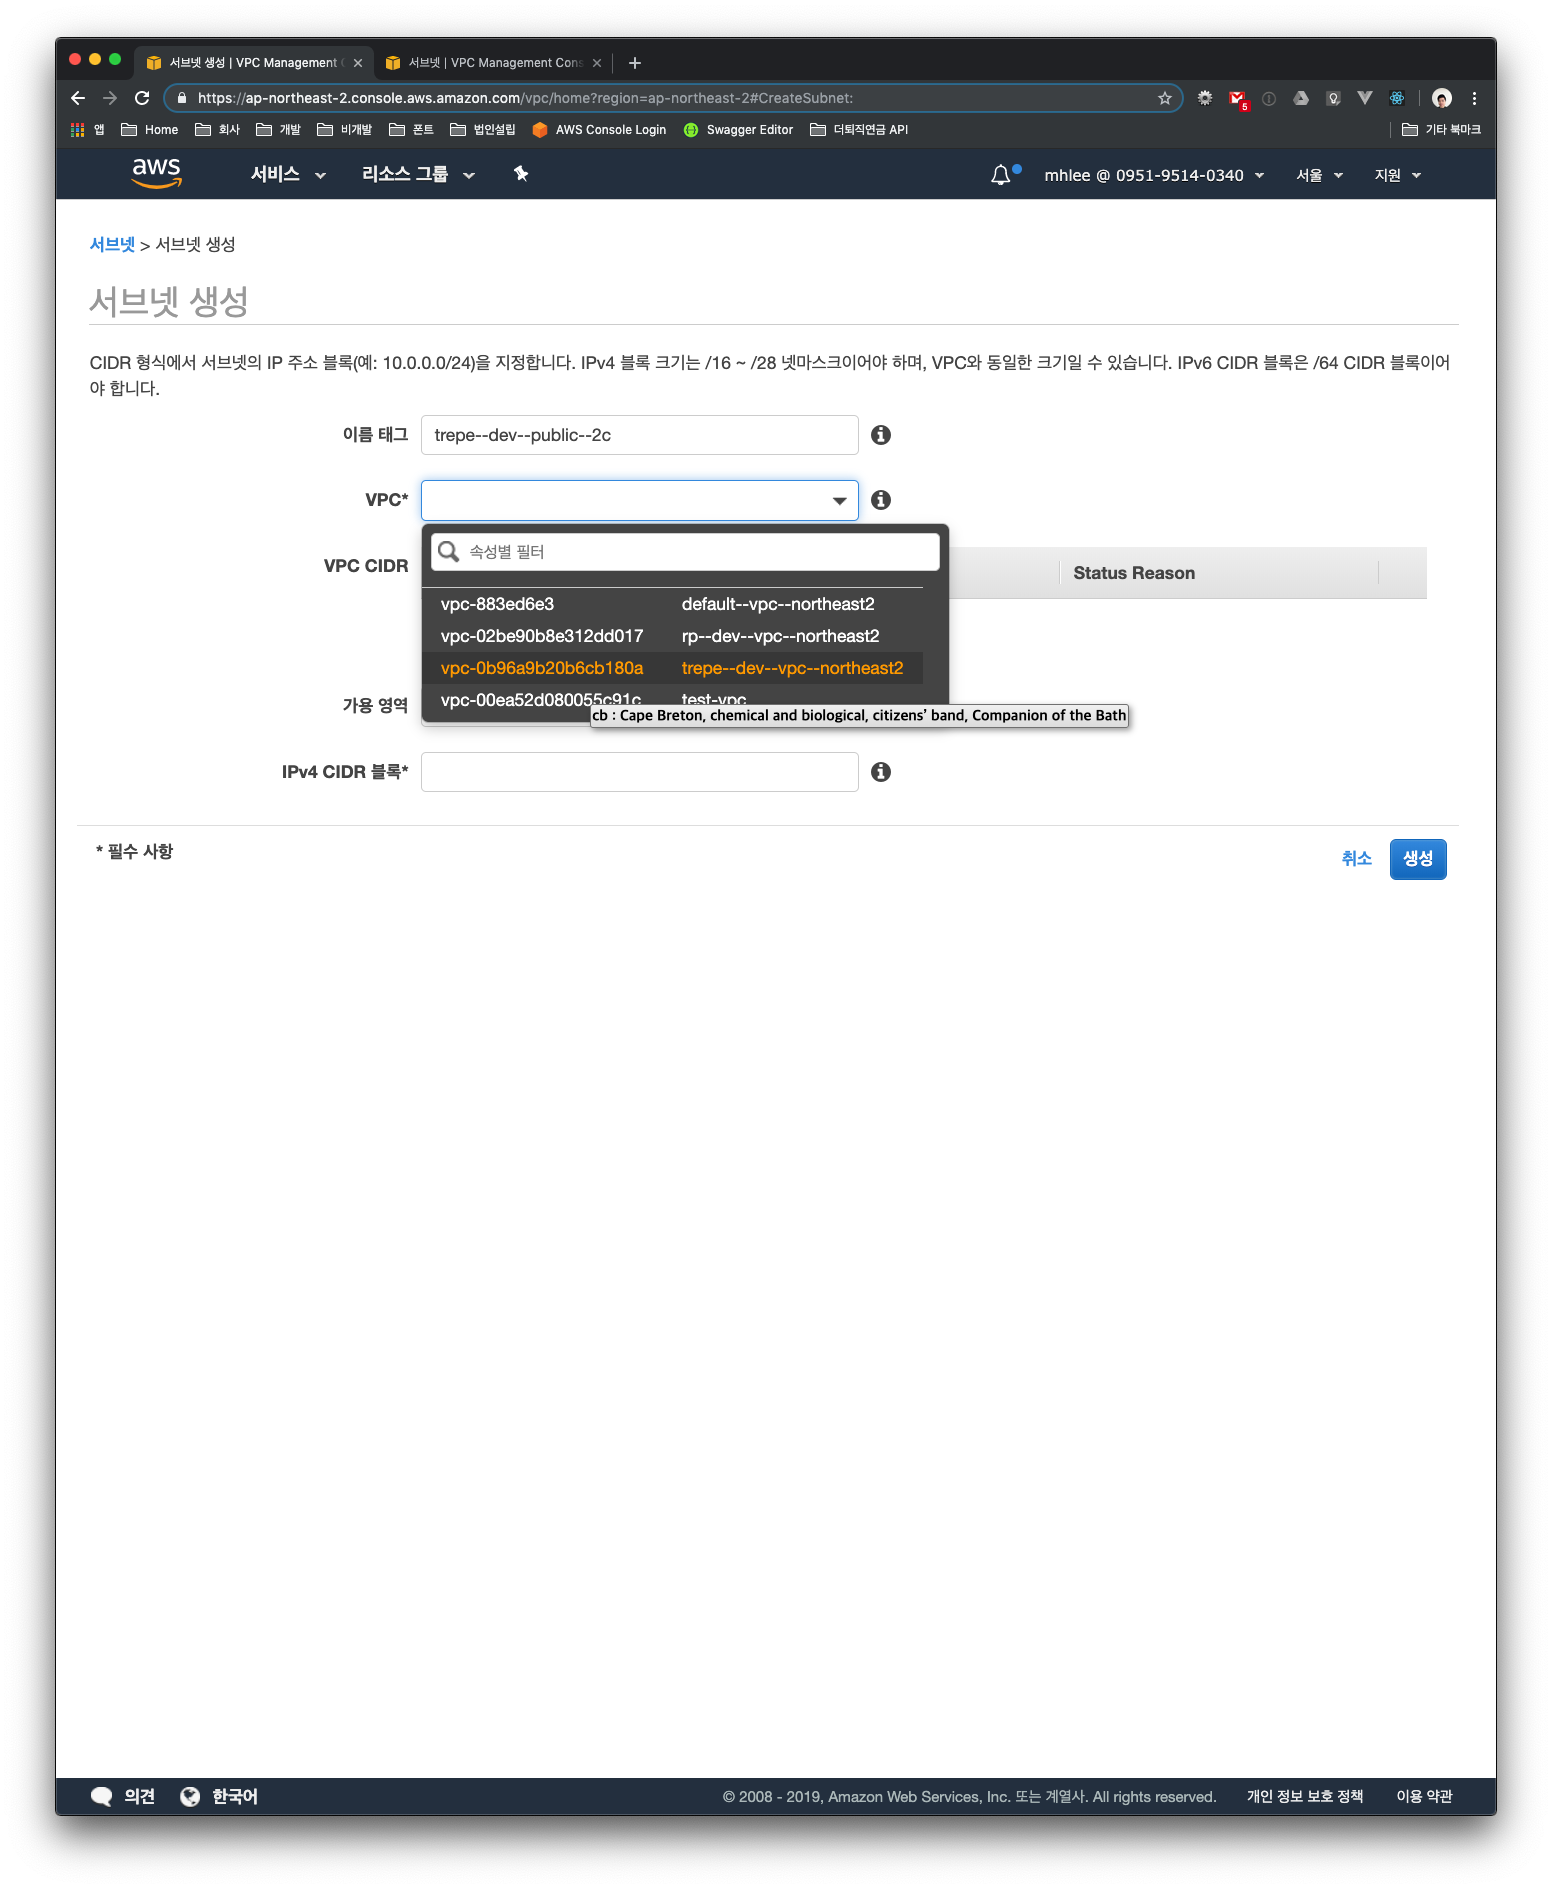 서브넷 생성 | VPC Management C
서브넷 | VPC Management Cons
https://ap-northeast-2.console.aws.amazon.com/vpc/home?region=ap-northeast-2#CreateSubnet:
5
앱 Home 회사 개발 비개발 폰트 법인설립 AWS Console Login Swagger Editor 더퇴직연금 API 기타 북마크
aws 서비스 리소스 그룹 mhlee @ 0951-9514-0340 서울 지원
서브넷 > 서브넷 생성
서브넷 생성
CIDR 형식에서 서브넷의 IP 주소 블록(예: 10.0.0.0/24)을 지정합니다. IPv4 블록 크기는 /16 ~ /28 넷마스크이어야 하며, VPC와 동일한 크기일 수 있습니다. IPv6 CIDR 블록은 /64 CIDR 블록이어
야 합니다.
이름 태그 trepe--dev--public--2c
VPC*
속성별 필터
VPC CIDR Status Reason
vpc-883ed6e3 default--vpc--northeast2
vpc-02be90b8e312dd017 rp--dev--vpc--northeast2
vpc-0b96a9b20b6cb180a trepe--dev--vpc--northeast2
vpc-00ea52d080055c91c test-vpc
가용 영역
cb : Cape Breton, chemical and biological, citizens’ band, Companion of the Bath
IPv4 CIDR 블록*
* 필수 사항 취소 생성
의견 한국어 © 2008 - 2019, Amazon Web Services, Inc. 또는 계열사. All rights reserved. 개인 정보 보호 정책 이용 약관